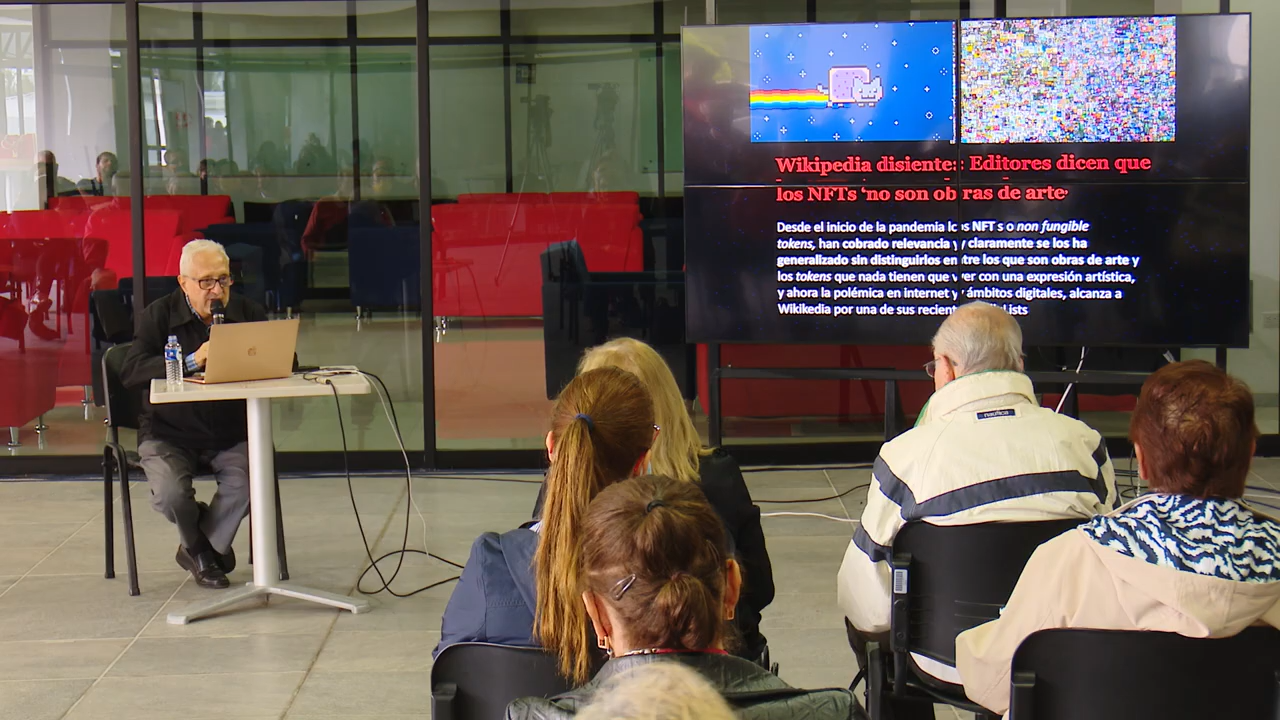 Wikipedia disiente: Editores dicen que
los NFTs 'no son obras de arte'
Desde el inicio de la pandemia los NFT s o non fungible
tokens, han cobrado relevancia y claramente se los ha
generalizado sin distinguirlos entre los que son obras de arte y
los tokens que nada tienen que ver con una expresión artística,
y ahora la polémica en internet y ámbitos digitales, alcanza a
Wikikedia por una de sus recient
nautica